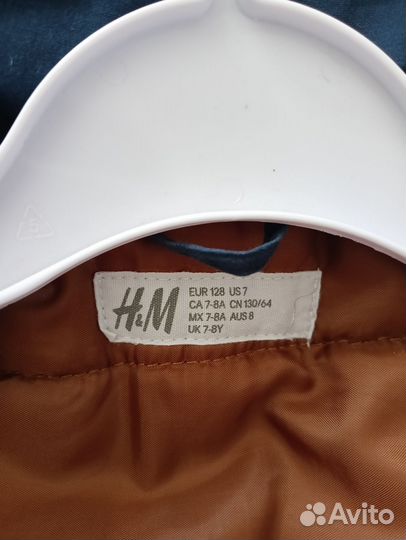 H&M
EUR 128 US 7
CA 7-8A CN 130/64
MX 7-8A AUS 8
UK 7-8Y
Avito